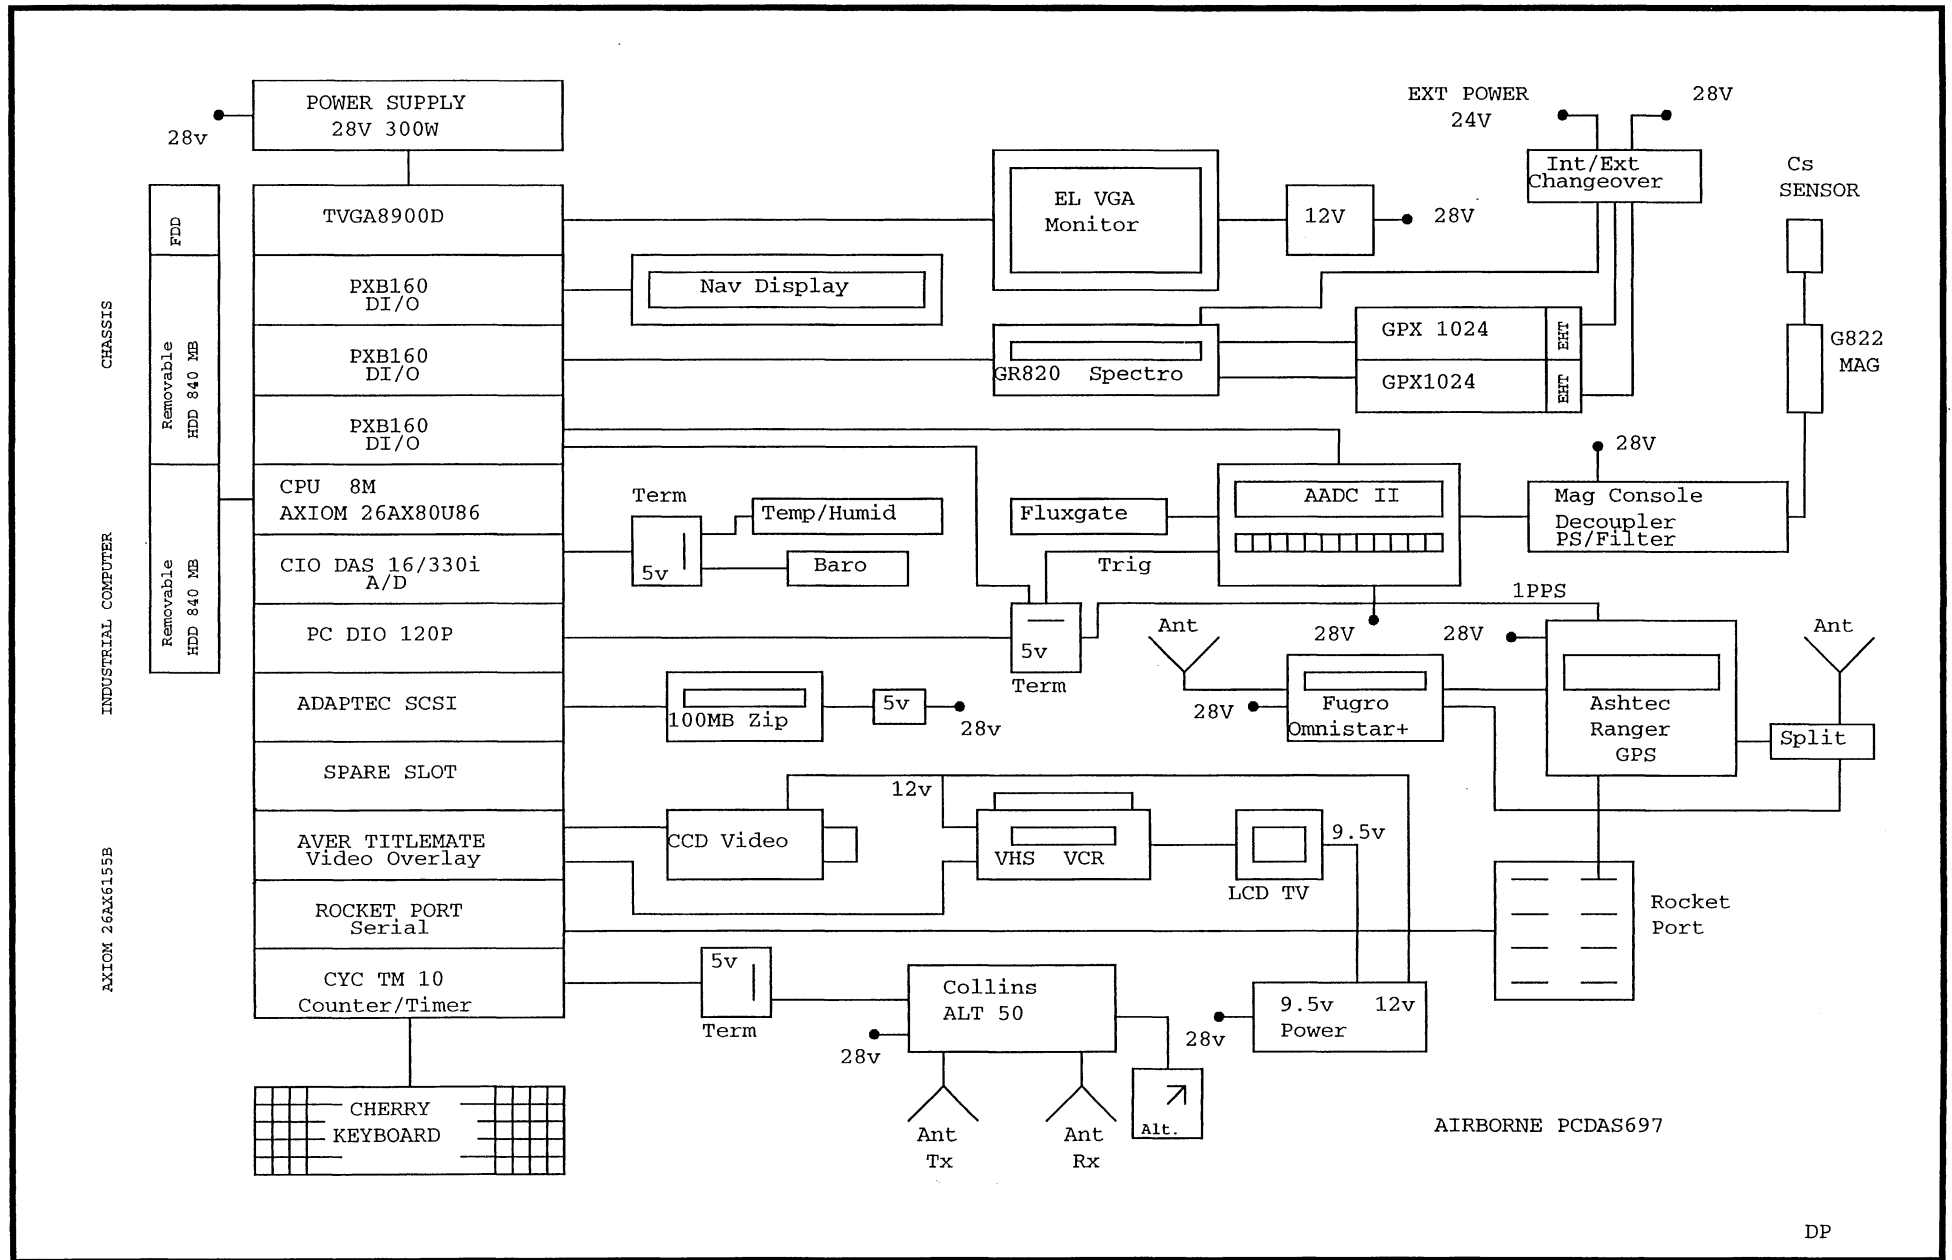 POWER SUPPLY
28V 300W
28v
EXT POWER
24V
28V
Int/Ext
Changeover
Cs
SENSOR
TVGA8900D
EL VGA
Monitor
12V
28V
FDD
PXB160
DI/O
Nav Display
CHASSIS
Removable
HDD 840 MB
PXB160
DI/O
GR820 Spectro
GPX 1024
EHT
GPX1024
EHT
G822
MAG
PXB160
DI/O
28V
CPU 8M
AXIOM 26AX80U86
Term
5v
Temp/Humid
Baro
Fluxgate
AADC II
Trig
Mag Console
Decoupler
PS/Filter
INDUSTRIAL COMPUTER
Removable
HDD 840 MB
CIO DAS 16/330i
A/D
1PPS
PC DIO 120P
5v
Term
28V
28V
Ant
Ant
ADAPTEC SCSI
100MB Zip
5v
28v
28V
Fugro
Omnistar+
Ashtec
Ranger
GPS
Split
SPARE SLOT
12v
AVER TITLEMATE
Video Overlay
CCD Video
VHS VCR
LCD TV
9.5v
AXIOM 26AX6155B
ROCKET PORT
Serial
Rocket
Port
CYC TM 10
Counter/Timer
5v
Term
Collins
ALT 50
28v
28v
9.5v 12v
Power
CHERRY
KEYBOARD
Ant
Tx
Ant
Rx
Alt.
AIRBORNE PCDAS697
DP